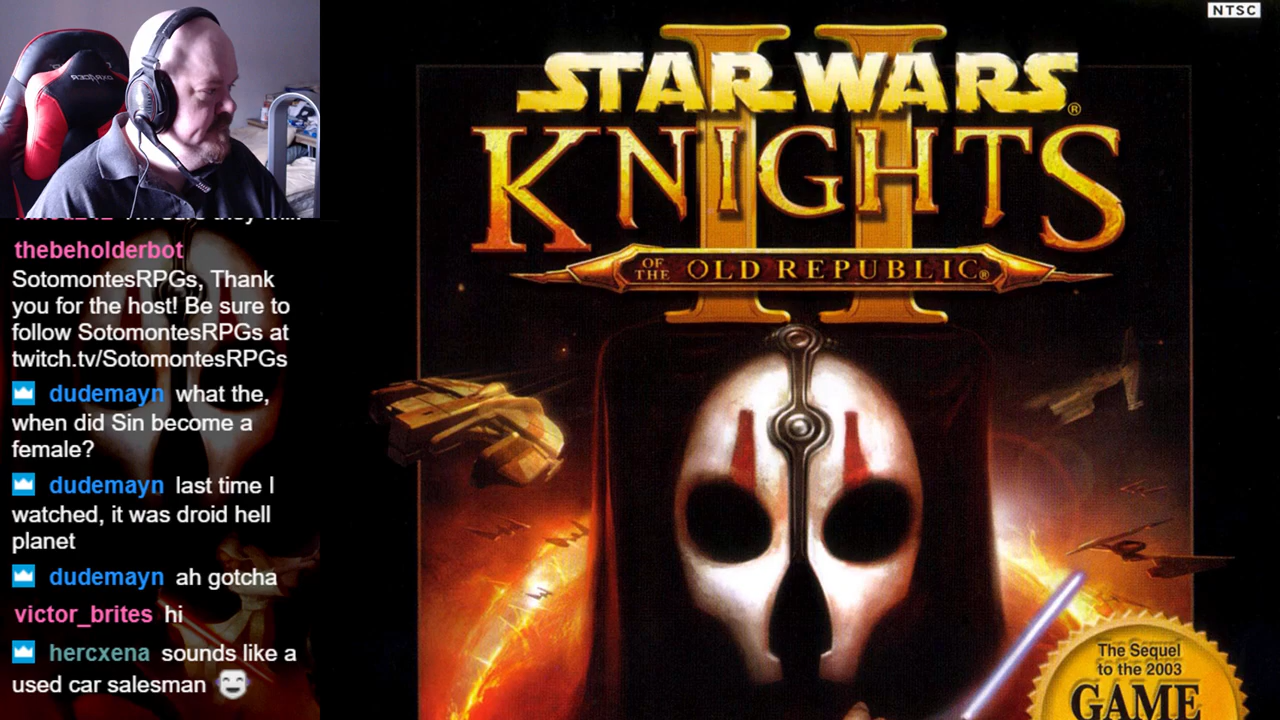 NTSC
STAR WARS®
II
KNIGHTS
OF THE OLD REPUBLIC®
The Sequel
to the 2003
GAME
thebeholderbot
SotomontesRPGs, Thank
you for the host! Be sure to
follow SotomontesRPGs at
twitch.tv/SotomontesRPGs
dudemayn what the,
when did Sin become a
female?
dudemayn last time I
watched, it was droid hell
planet
dudemayn ah gotcha
victor_brites hi
hercxena sounds like a
used car salesman